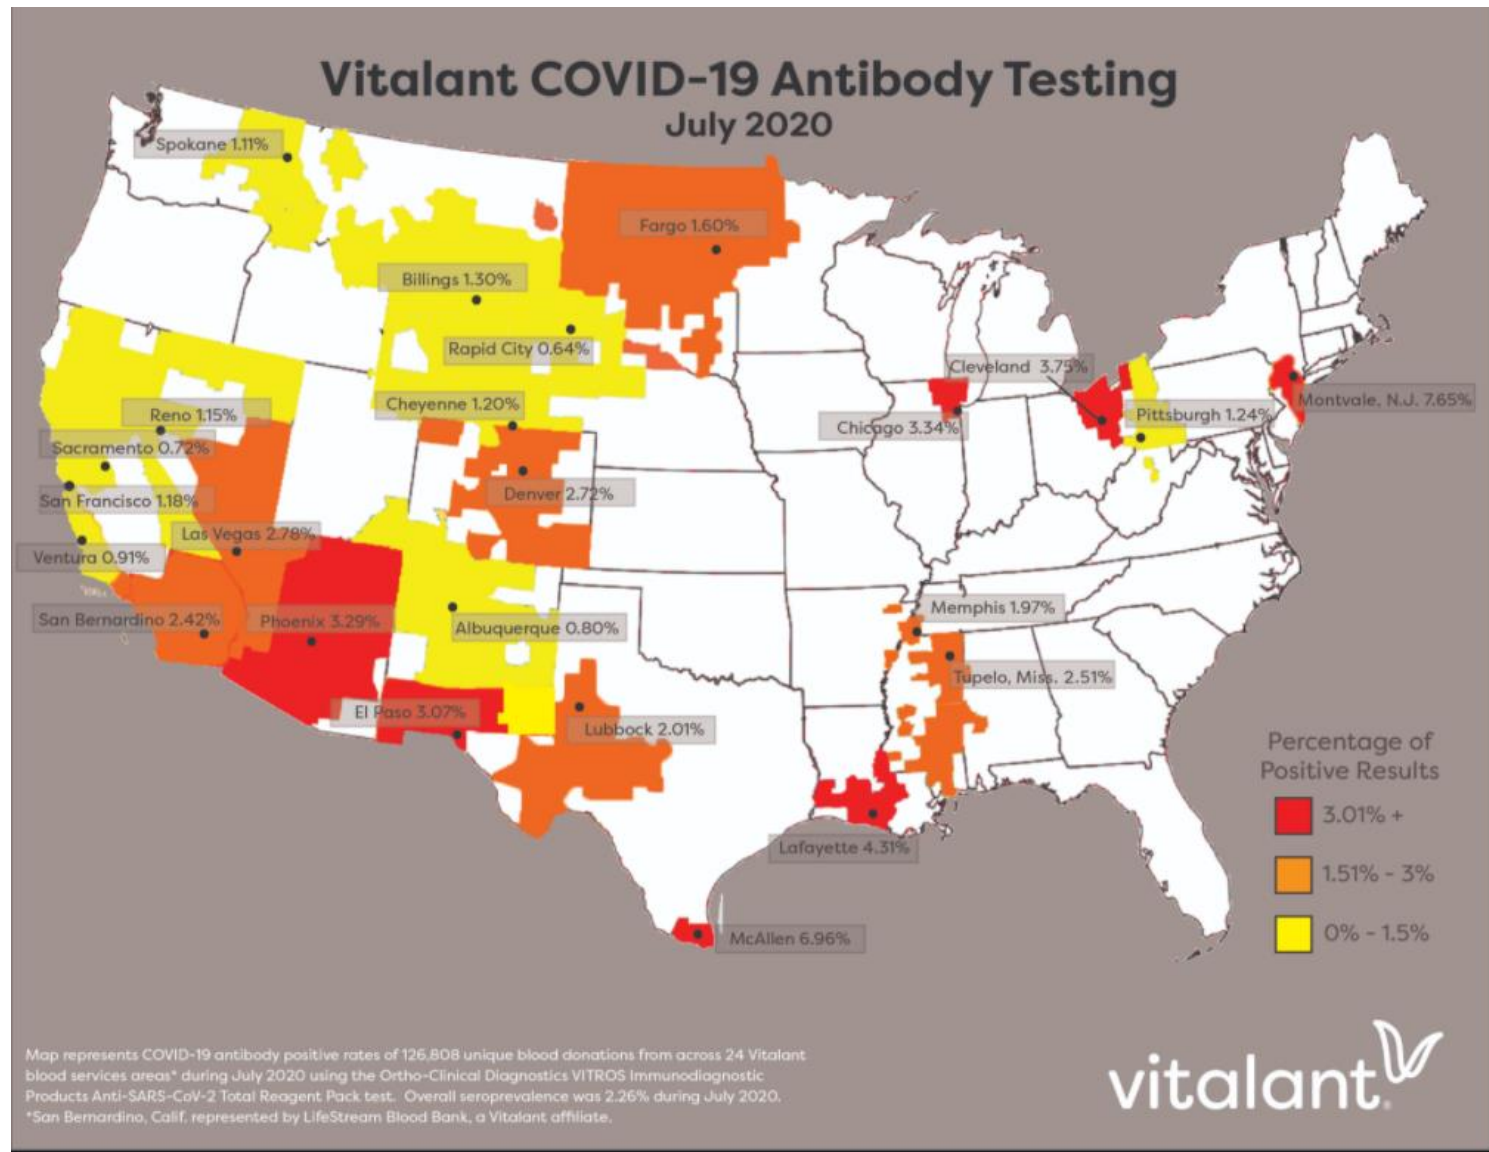 Vitalant COVID-19 Antibody Testing
July 2020
Spokane 1.11%
Fargo 1.60%
Billings 1.30%
Rapid City 0.64%
Cleveland 3.75%
Cheyenne 1.20%
Montvale, N.J. 7.65%
Reno 1.15%
Pittsburgh 1.24%
Chicago 3.34%
Sacramento 0.72%
Denver 2.72%
San Francisco 1.18%
Las Vegas 2.78%
Ventura 0.91%
Memphis 1.97%
San Bernardino 2.42%
Phoenix 3.29%
Albuquerque 0.80%
Tupelo, Miss. 2.51%
El Paso 3.07%
Lubbock 2.01%
Lafayette 4.31%
McAllen 6.96%
Percentage of
Positive Results
3.01% +
1.51% - 3%
0% - 1.5%
Map represents COVID-19 antibody positive rates of 126,808 unique blood donations from across 24 Vitalant
blood services areas* during July 2020 using the Ortho-Clinical Diagnostics VITROS Immunodiagnostic
Products Anti-SARS-CoV-2 Total Reagent Pack test. Overall seroprevalence was 2.26% during July 2020.
*San Bernardino, Calif. represented by LifeStream Blood Bank, a Vitalant affiliate.
vitalant